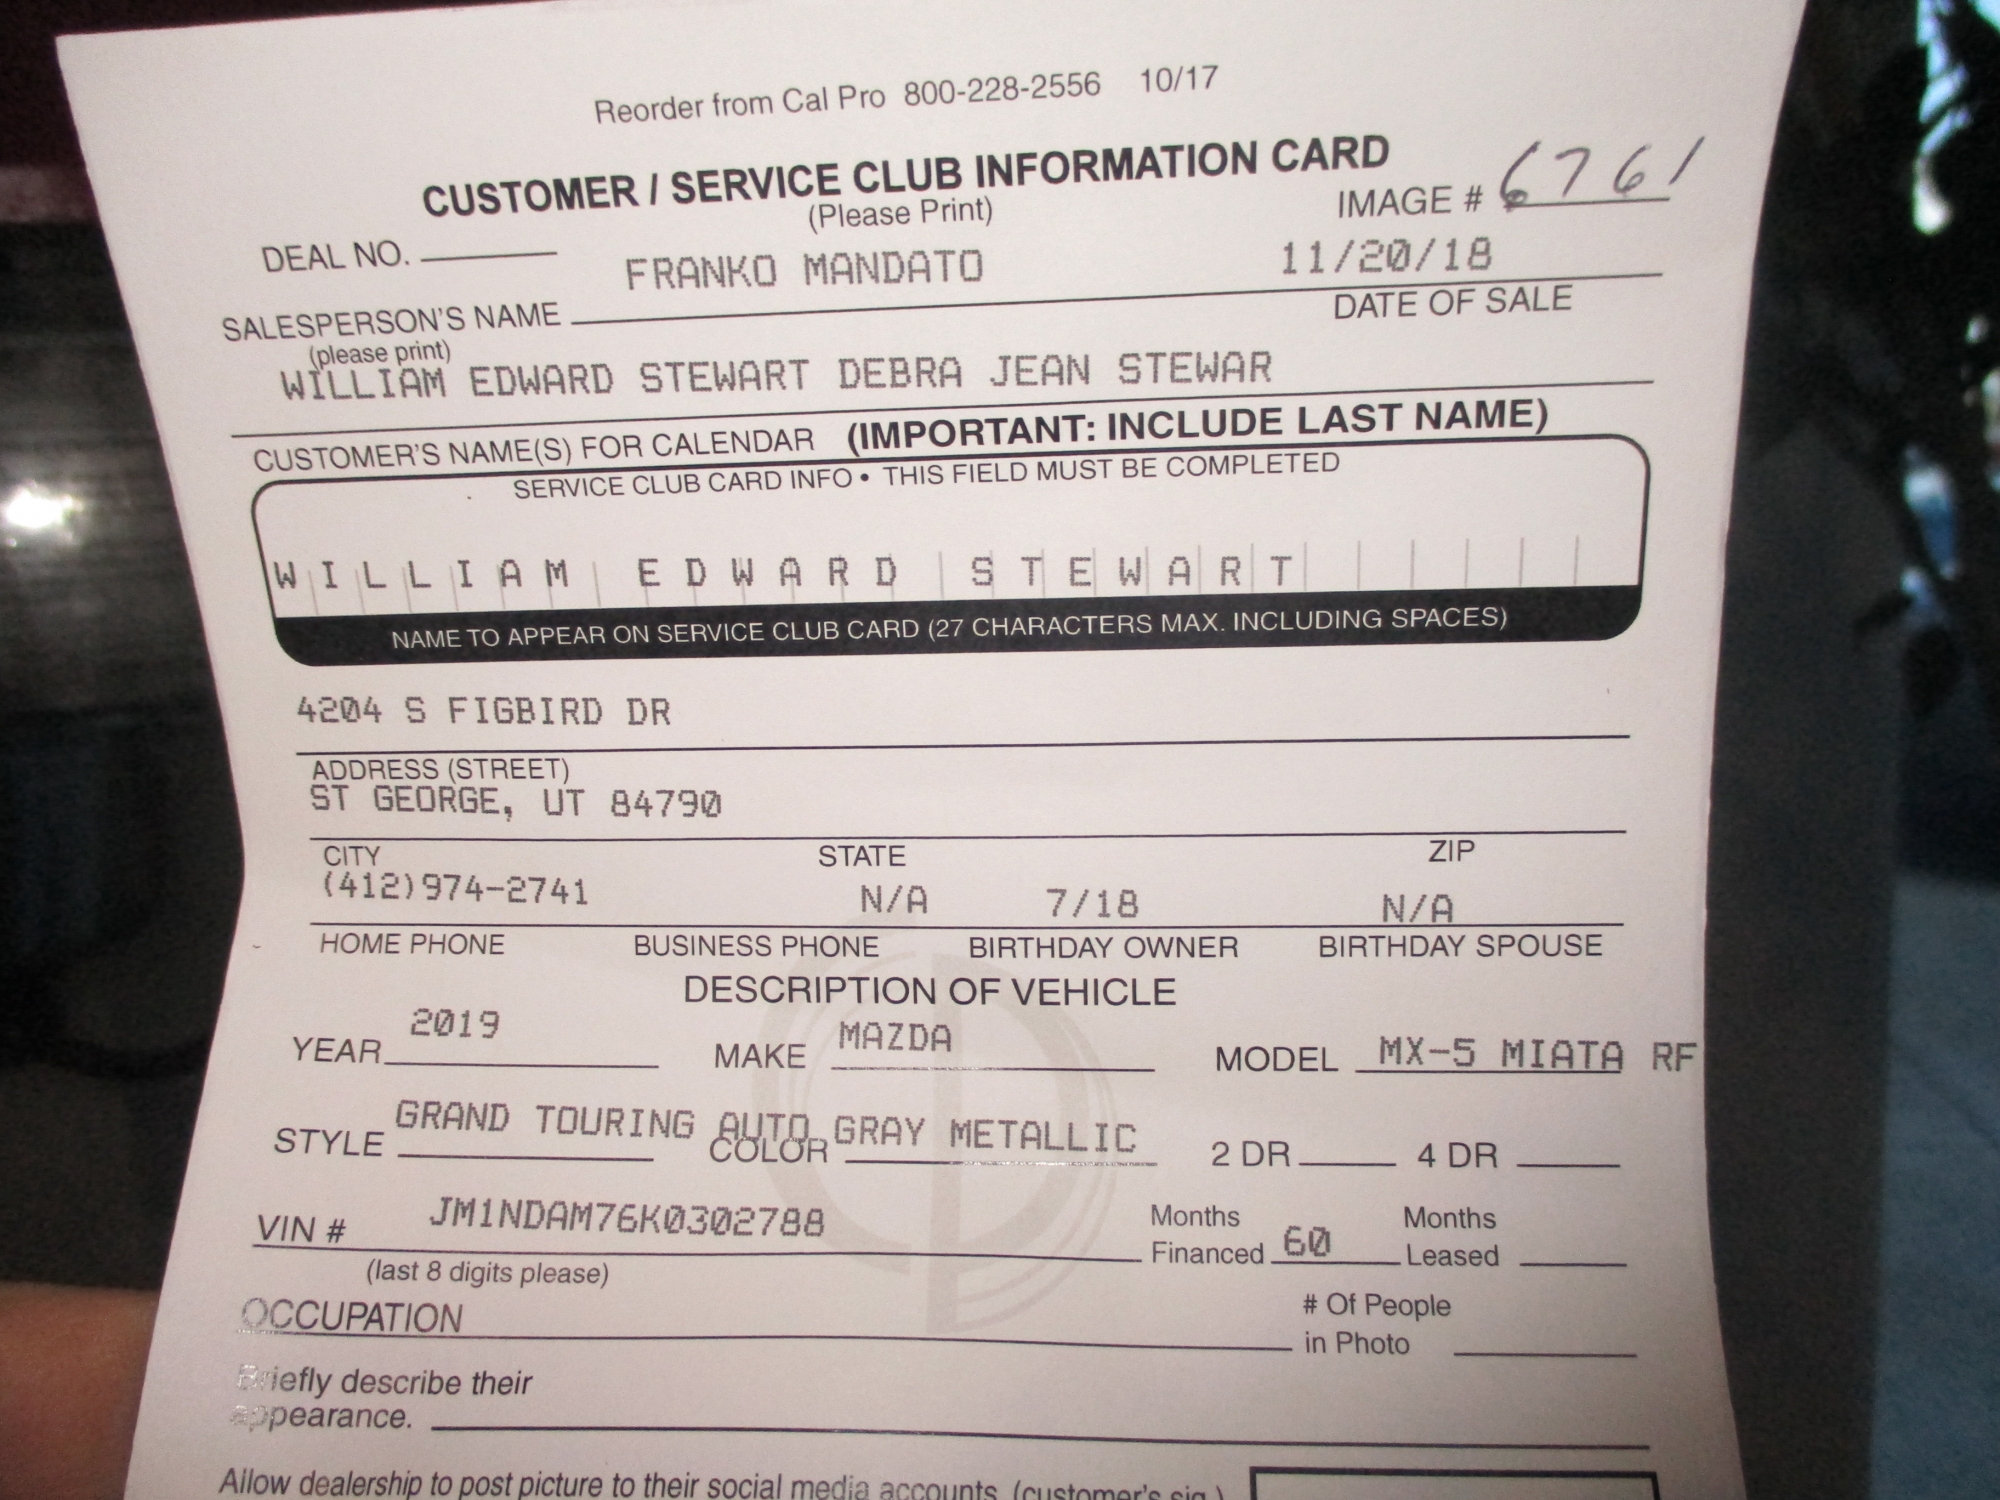 Reorder from Cal Pro 800-228-2556 10/17
CUSTOMER / SERVICE CLUB INFORMATION CARD
(Please Print)
IMAGE # 6761
DEAL NO.
FRANKO MANDATO 11/20/18
SALESPERSON'S NAME DATE OF SALE
(please print)
WILLIAM EDWARD STEWART DEBRA JEAN STEWAR
CUSTOMER'S NAME(S) FOR CALENDAR (IMPORTANT: INCLUDE LAST NAME)
SERVICE CLUB CARD INFO • THIS FIELD MUST BE COMPLETED
WILLIAM EDWARD STEWART
NAME TO APPEAR ON SERVICE CLUB CARD (27 CHARACTERS MAX. INCLUDING SPACES)
4204 S FIGBIRD DR
ADDRESS (STREET)
ST GEORGE, UT 84790
CITY STATE ZIP
(412)974-2741 N/A 7/18 N/A
HOME PHONE BUSINESS PHONE BIRTHDAY OWNER BIRTHDAY SPOUSE
DESCRIPTION OF VEHICLE
YEAR 2019 MAKE MAZDA MODEL MX-5 MIATA RF
STYLE GRAND TOURING AUTO COLOR GRAY METALLIC 2 DR 4 DR
VIN # JM1NDAM76K0302788 Months Financed 60 Months Leased
(last 8 digits please)
OCCUPATION # Of People in Photo
Briefly describe their
appearance.
Allow dealership to post picture to their social media accounts (customer's sig.)